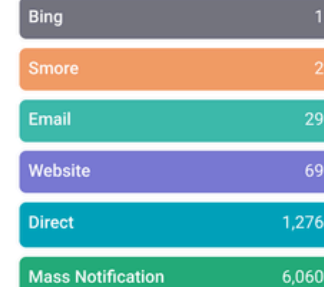 Bing 1
Smore 2
Email 29
Website 69
Direct 1,276
Mass Notification 6,060